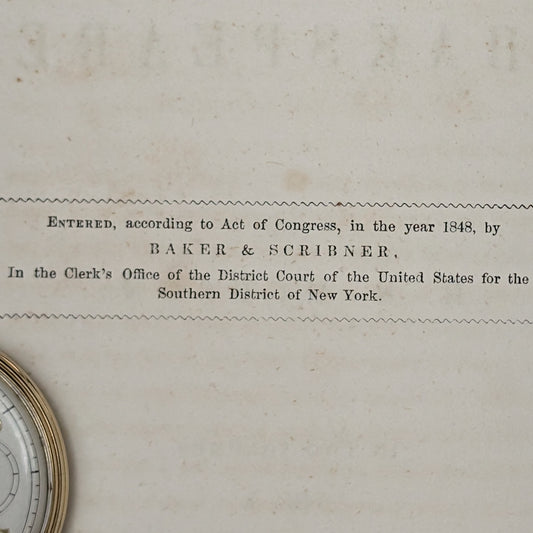 ENTERED, according to Act of Congress, in the year 1848, by
BAKER & SCRIBNER,
In the Clerk's Office of the District Court of the United States for the
Southern District of New York.